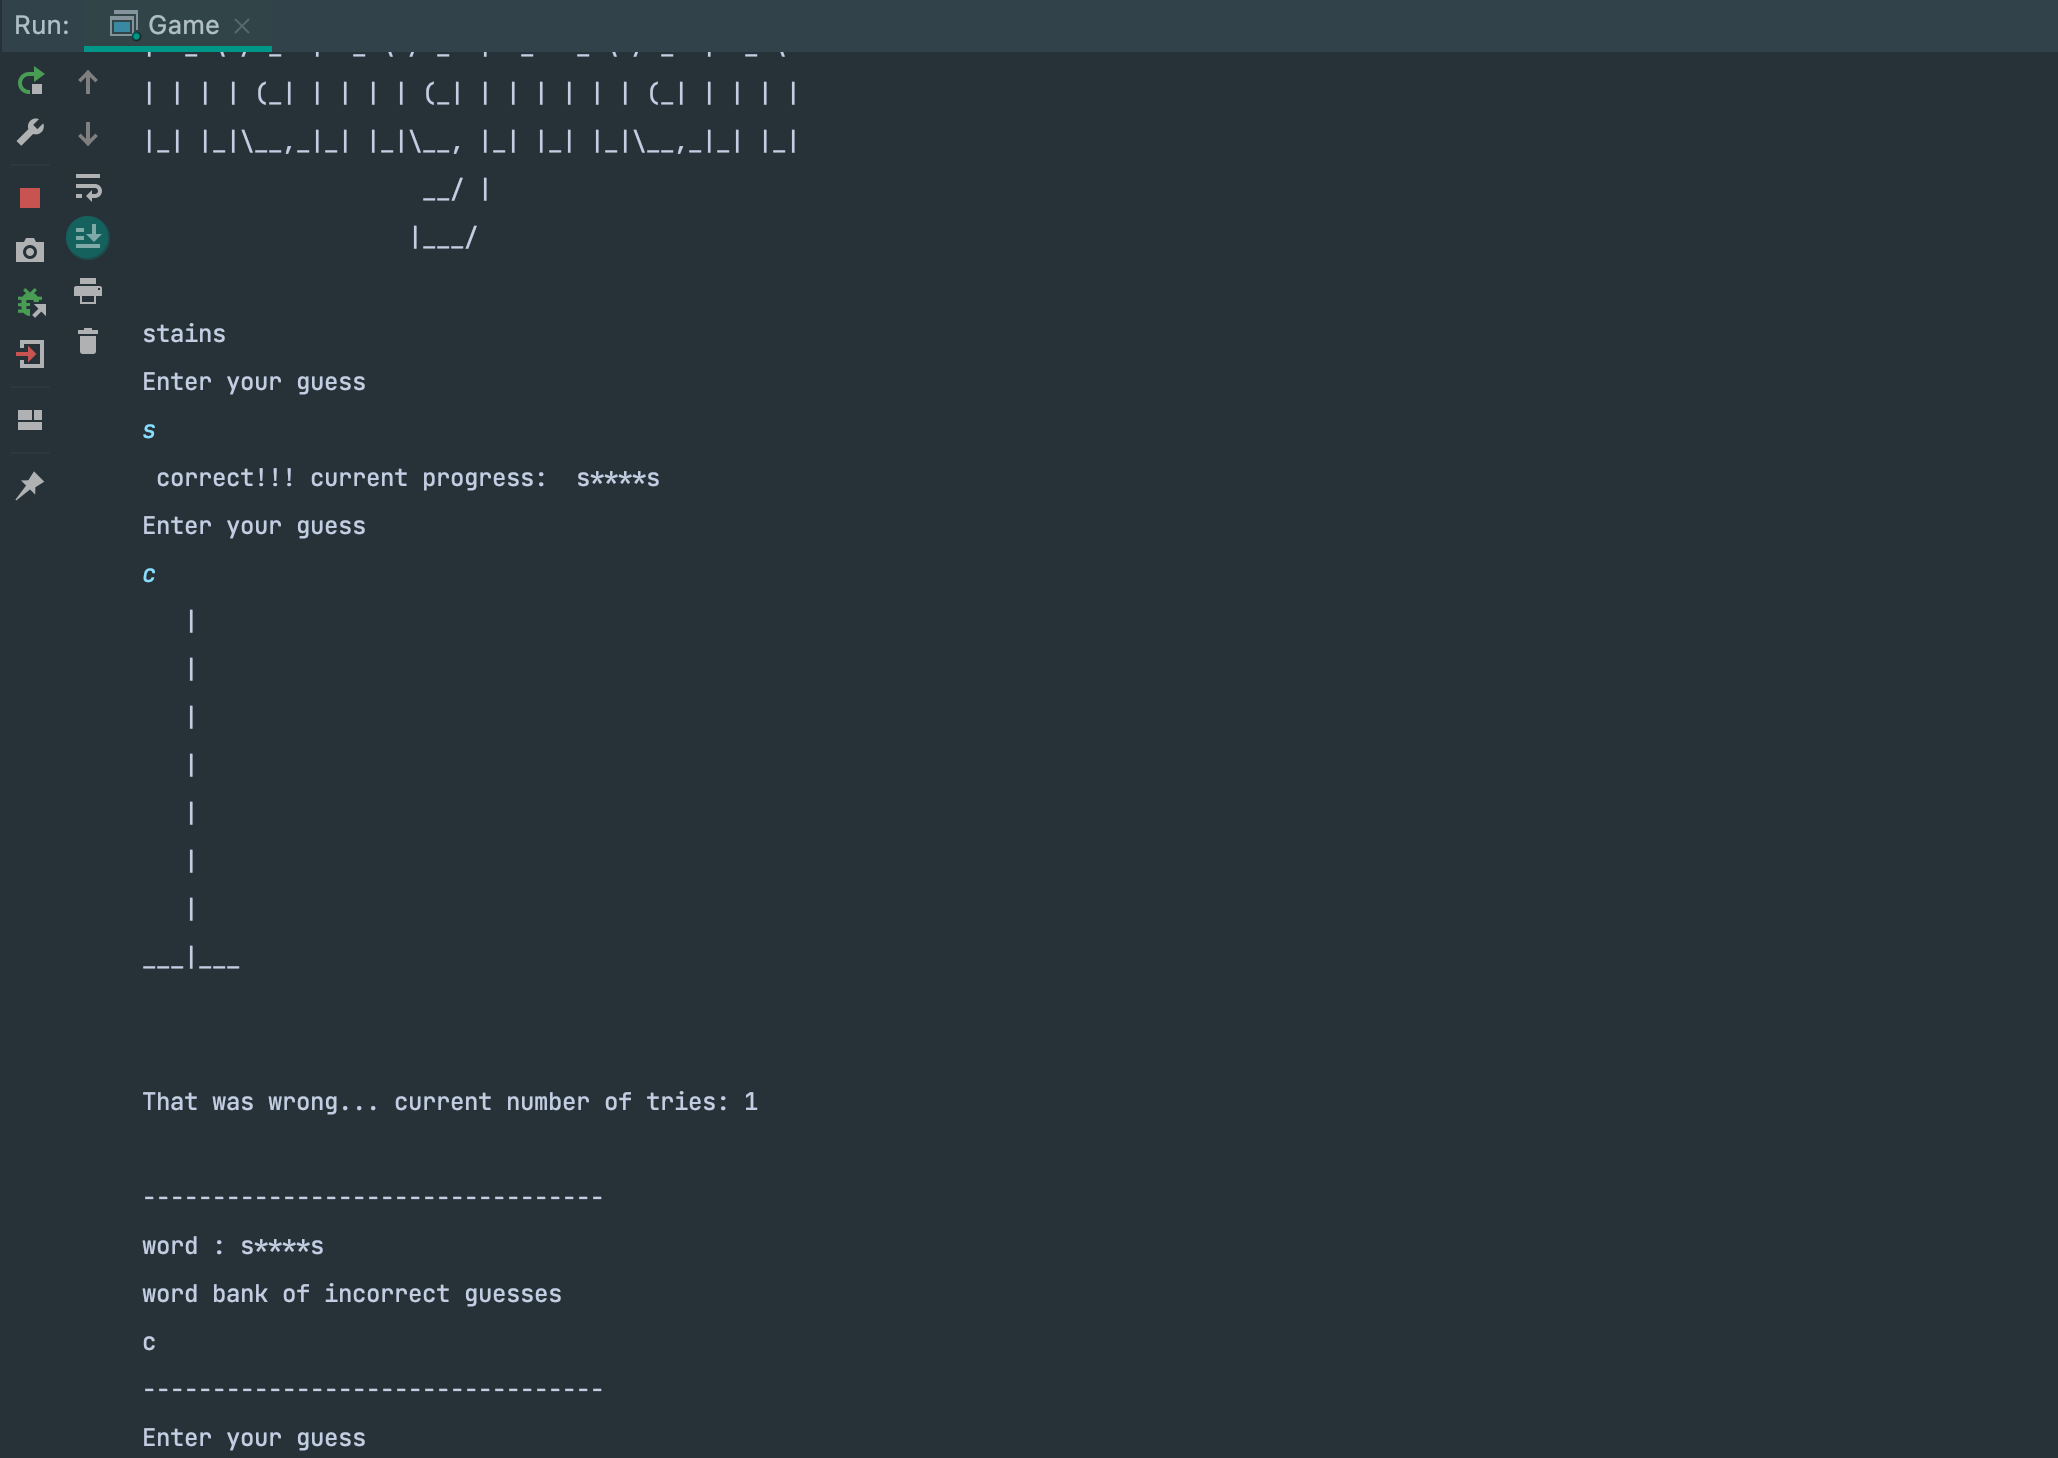 Run: Game
| | | | (_| | | | | (_| | | | | | | (_| | | | |
|_| |_|\__,_|_| |_|\__, |_| |_| |_|\__,_|_| |_|
                    __/ |
                   |___/
stains
Enter your guess
s
 correct!!! current progress:  s****s
Enter your guess
c
   |
   |
   |
   |
   |
   |
   |
___|___
That was wrong... current number of tries: 1
---------------------------------
word : s****s
word bank of incorrect guesses
c
---------------------------------
Enter your guess